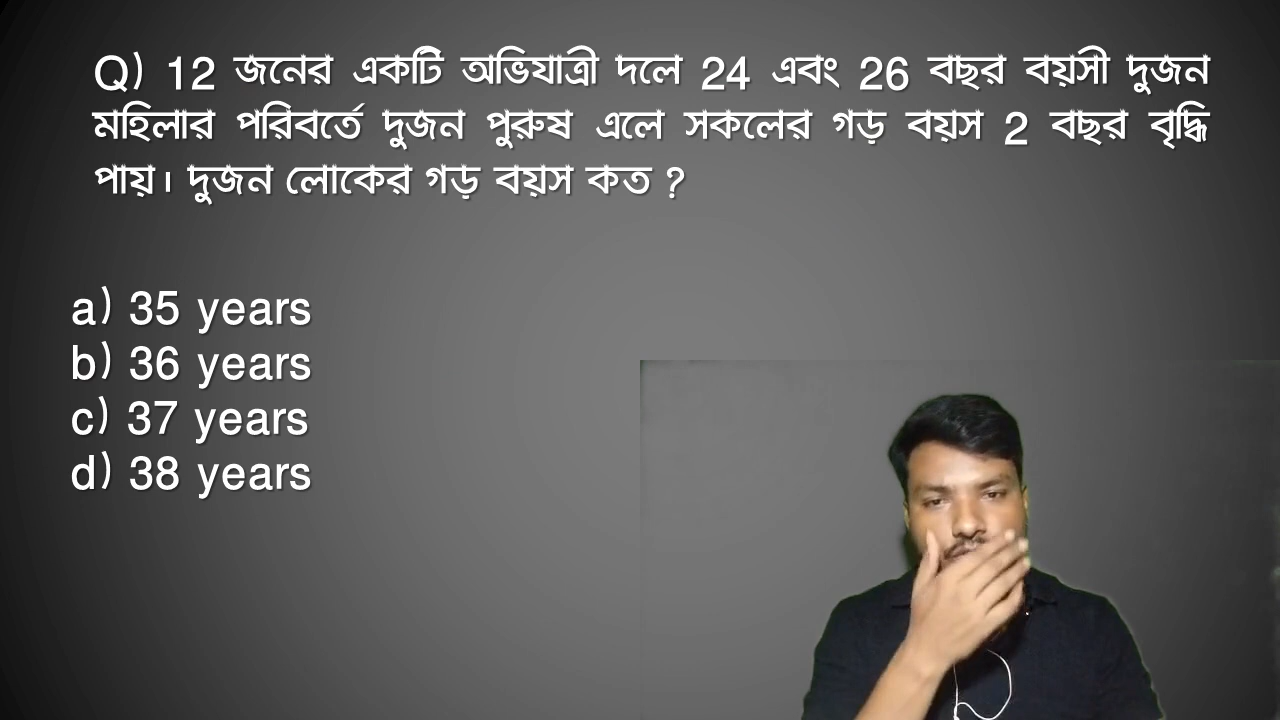 Q) 12 জনের একটি অভিযাত্রী দলে 24 এবং 26 বছর বয়সী দুজন
মহিলার পরিবর্তে দুজন পুরুষ এলে সকলের গড় বয়স 2 বছর বৃদ্ধি
পায়। দুজন লোকের গড় বয়স কত ?
a) 35 years
b) 36 years
c) 37 years
d) 38 years